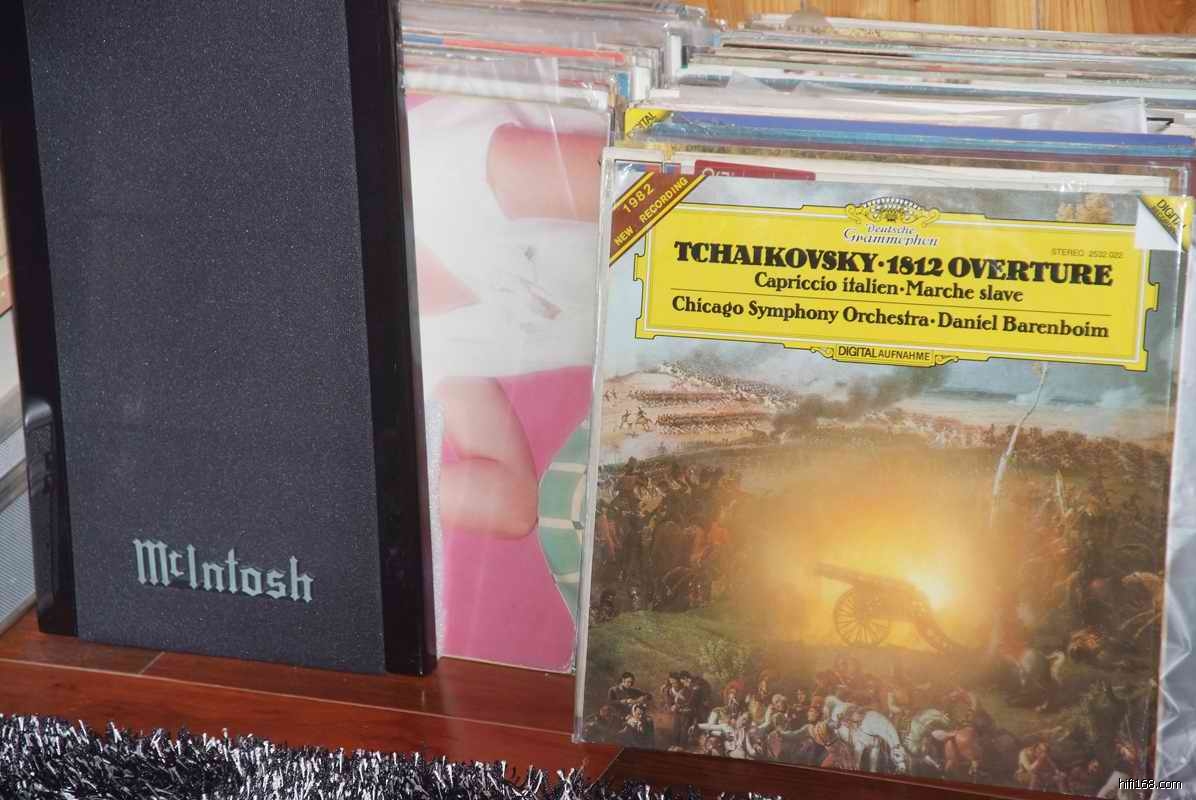 McIntosh
DIGITAL
1982
NEW RECORDING
Deutsche
Grammophon
STEREO 2532 022
TCHAIKOVSKY·1812 OVERTURE
Capriccio italien·Marche slave
Chicago Symphony Orchestra·Daniel Barenboim
DIGITAL AUFNAHME
hifi168.com